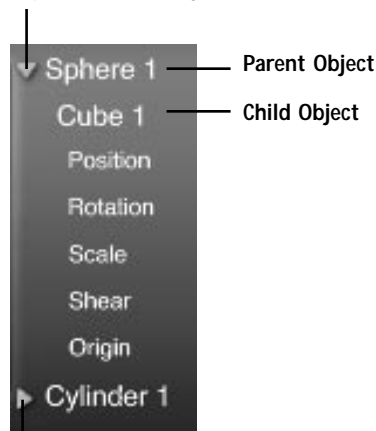 Sphere 1 Parent Object
Cube 1 Child Object
Position
Rotation
Scale
Shear
Origin
Cylinder 1